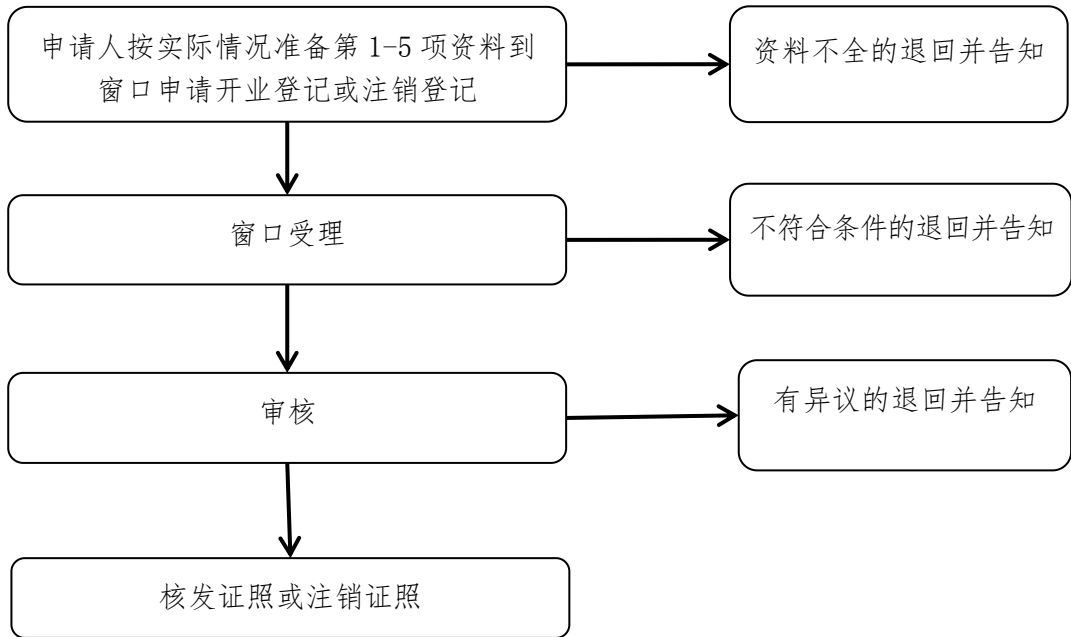 申请人按实际情况准备第 1-5 项资料到
窗口申请开业登记或注销登记
资料不全的退回并告知
窗口受理
不符合条件的退回并告知
审核
有异议的退回并告知
核发证照或注销证照